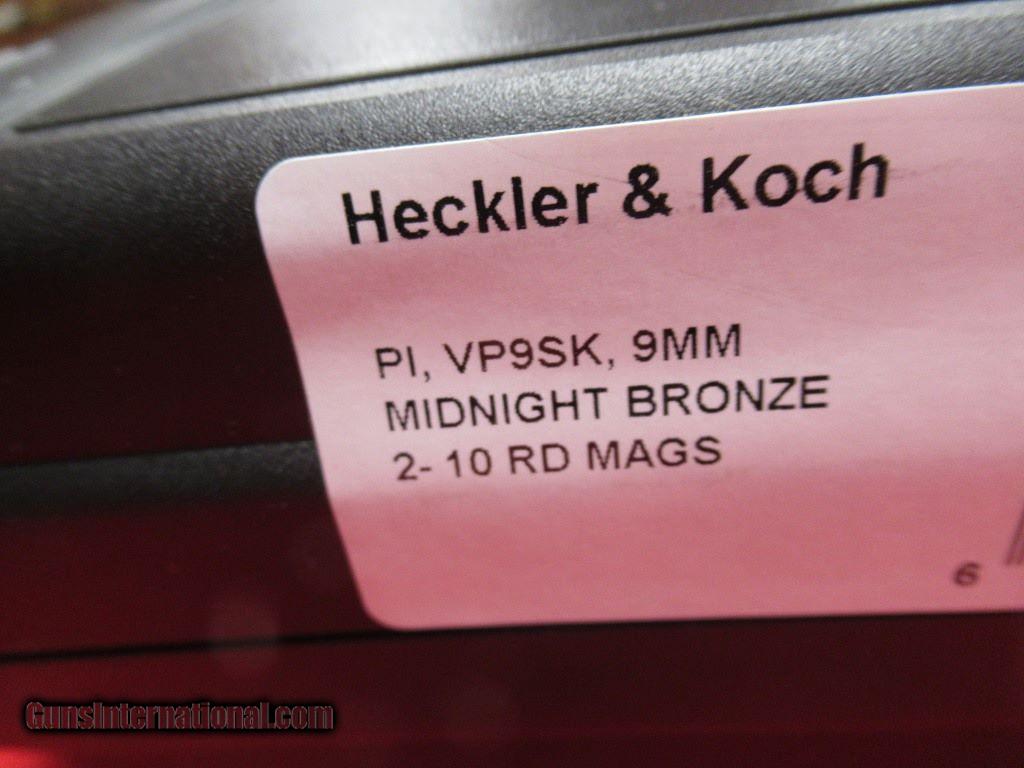 Heckler & Koch
PI, VP9SK, 9MM
MIDNIGHT BRONZE
2- 10 RD MAGS
6
GunsInternational.com